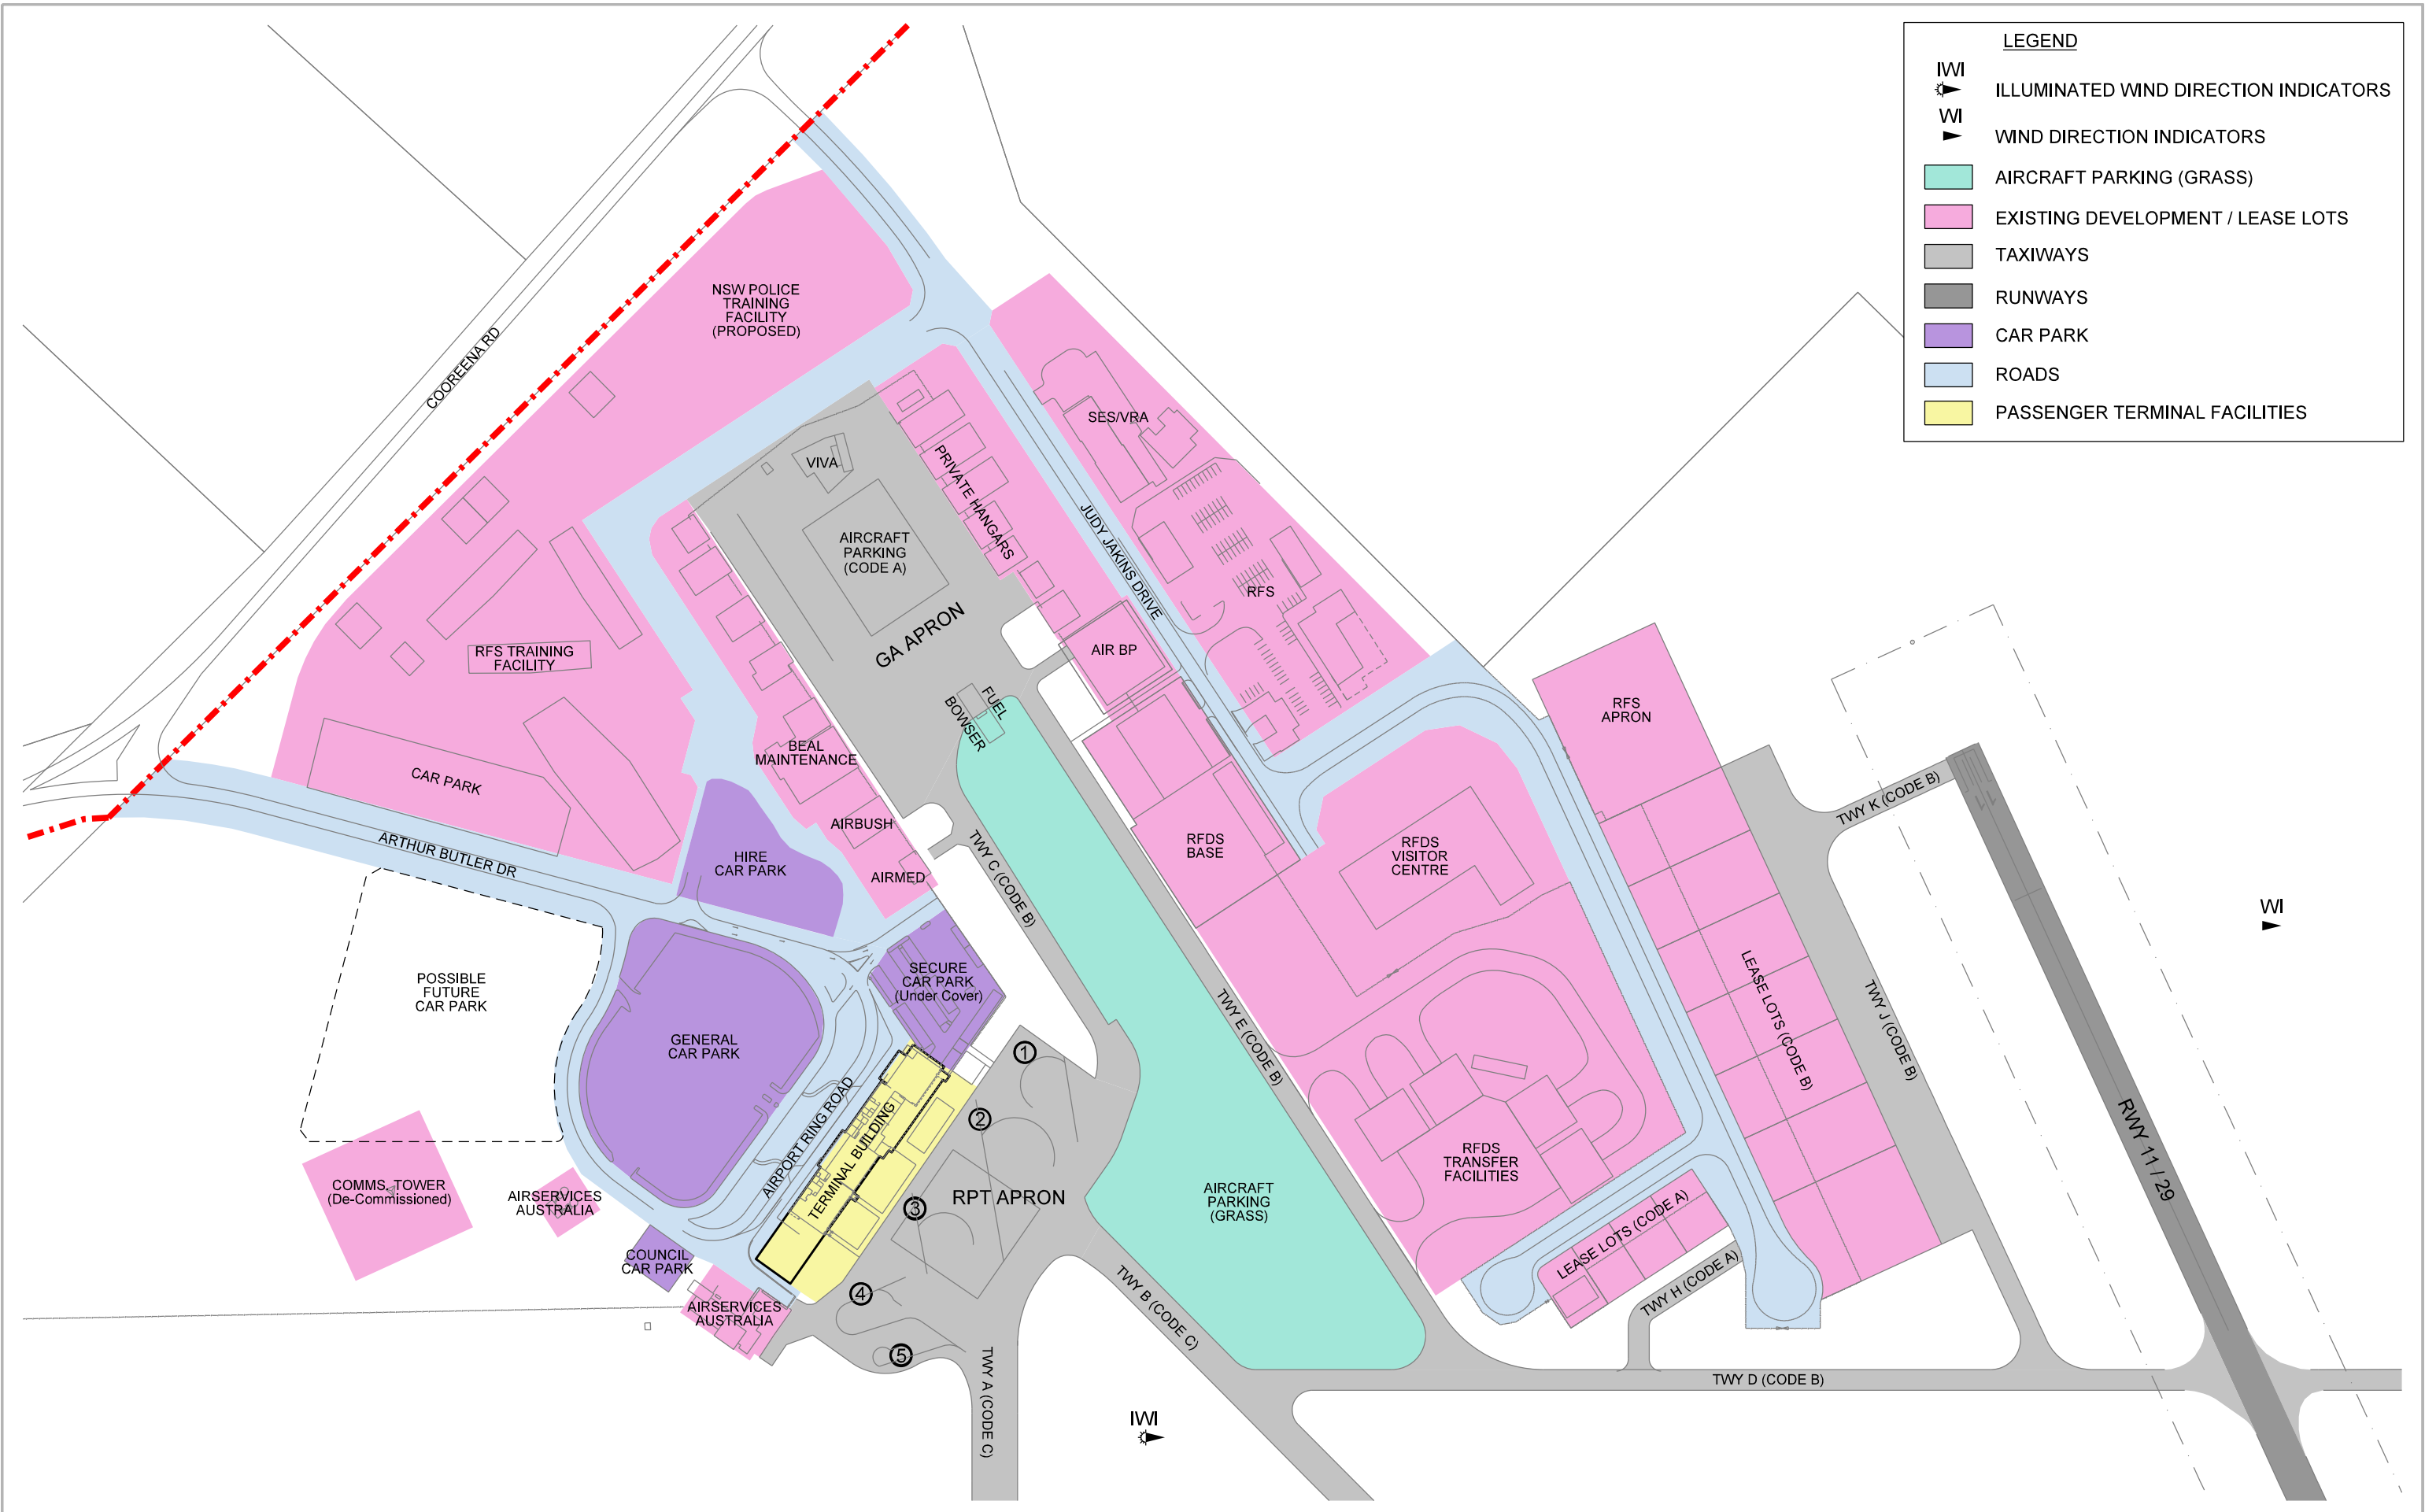 LEGEND
IWI
ILLUMINATED WIND DIRECTION INDICATORS
WI
WIND DIRECTION INDICATORS
AIRCRAFT PARKING (GRASS)
EXISTING DEVELOPMENT / LEASE LOTS
TAXIWAYS
RUNWAYS
CAR PARK
ROADS
PASSENGER TERMINAL FACILITIES
COOREENA RD
NSW POLICE
TRAINING
FACILITY
(PROPOSED)
SES/VRA
VIVA
PRIVATE HANGARS
AIRCRAFT
PARKING
(CODE A)
JUDY JAKINS DRIVE
RFS
GA APRON
AIR BP
RFS TRAINING
FACILITY
FUEL
BOWSER
RFS
APRON
BEAL
MAINTENANCE
CAR PARK
TWY K (CODE B)
AIRBUSH
ARTHUR BUTLER DR
HIRE
CAR PARK
AIRMED
TWY C (CODE B)
RFDS
BASE
RFDS
VISITOR
CENTRE
WI
POSSIBLE
FUTURE
CAR PARK
SECURE
CAR PARK
(Under Cover)
LEASE LOTS (CODE B)
TWY J (CODE B)
TWY E (CODE B)
GENERAL
CAR PARK
1
2
3
4
5
AIRPORT RING ROAD
TERMINAL BUILDING
RPT APRON
RWY 11 / 29
RFDS
TRANSFER
FACILITIES
AIRCRAFT
PARKING
(GRASS)
COMMS. TOWER
(De-Commissioned)
AIRSERVICES
AUSTRALIA
COUNCIL
CAR PARK
LEASE LOTS (CODE A)
TWY H (CODE A)
AIRSERVICES
AUSTRALIA
TWY B (CODE C)
TWY A (CODE C)
TWY D (CODE B)
IWI